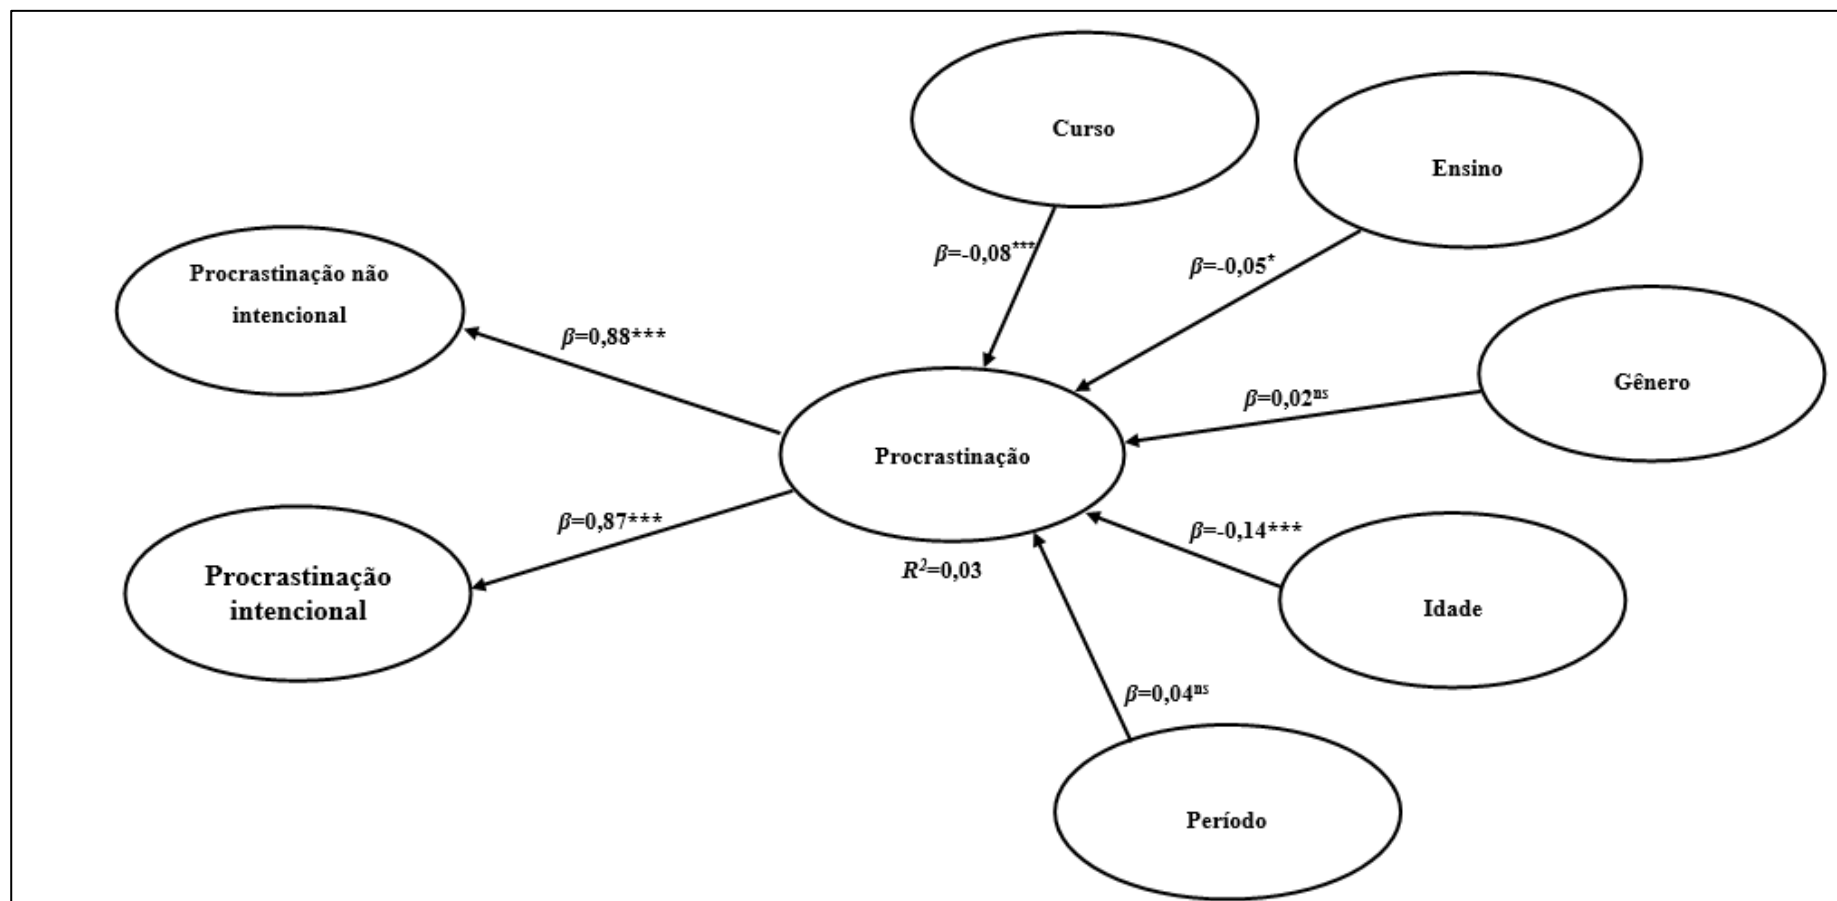 Curso
Ensino
β=-0,08***
β=-0,05*
Procrastinação não
intencional
β=0,88***
Gênero
β=0,02ns
Procrastinação
β=0,87***
β=-0,14***
R²=0,03
Procrastinação
intencional
Idade
β=0,04ns
Período